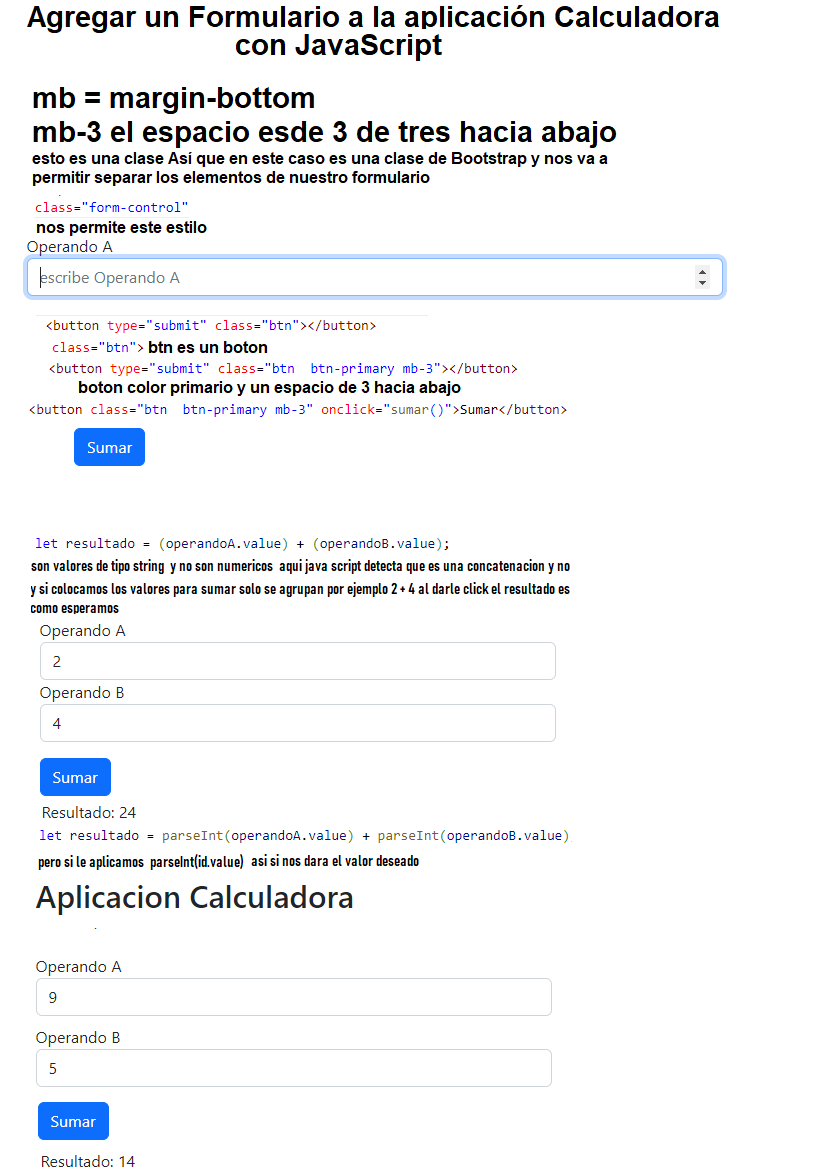 Agregar un Formulario a la aplicación Calculadora
con JavaScript
mb = margin-bottom
mb-3 el espacio esde 3 de tres hacia abajo
esto es una clase Así que en este caso es una clase de Bootstrap y nos va a
permitir separar los elementos de nuestro formulario
class="form-control"
nos permite este estilo
Operando A
escribe Operando A
<button type="submit" class="btn"></button>
class="btn"> btn es un boton
<button type="submit" class="btn  btn-primary mb-3"></button>
boton color primario y un espacio de 3 hacia abajo
<button class="btn  btn-primary mb-3" onclick="sumar()">Sumar</button>
Sumar
let resultado = (operandoA.value) + (operandoB.value);
son valores de tipo string  y no son numericos  aqui java script detecta que es una concatenacion y no
y si colocamos los valores para sumar solo se agrupan por ejemplo 2 + 4 al darle click el resultado es
como esperamos
Operando A
2
Operando B
4
Sumar
Resultado: 24
let resultado = parseInt(operandoA.value) + parseInt(operandoB.value)
pero si le aplicamos  parseInt(id.value)  asi si nos dara el valor deseado
Aplicacion Calculadora
Operando A
9
Operando B
5
Sumar
Resultado: 14